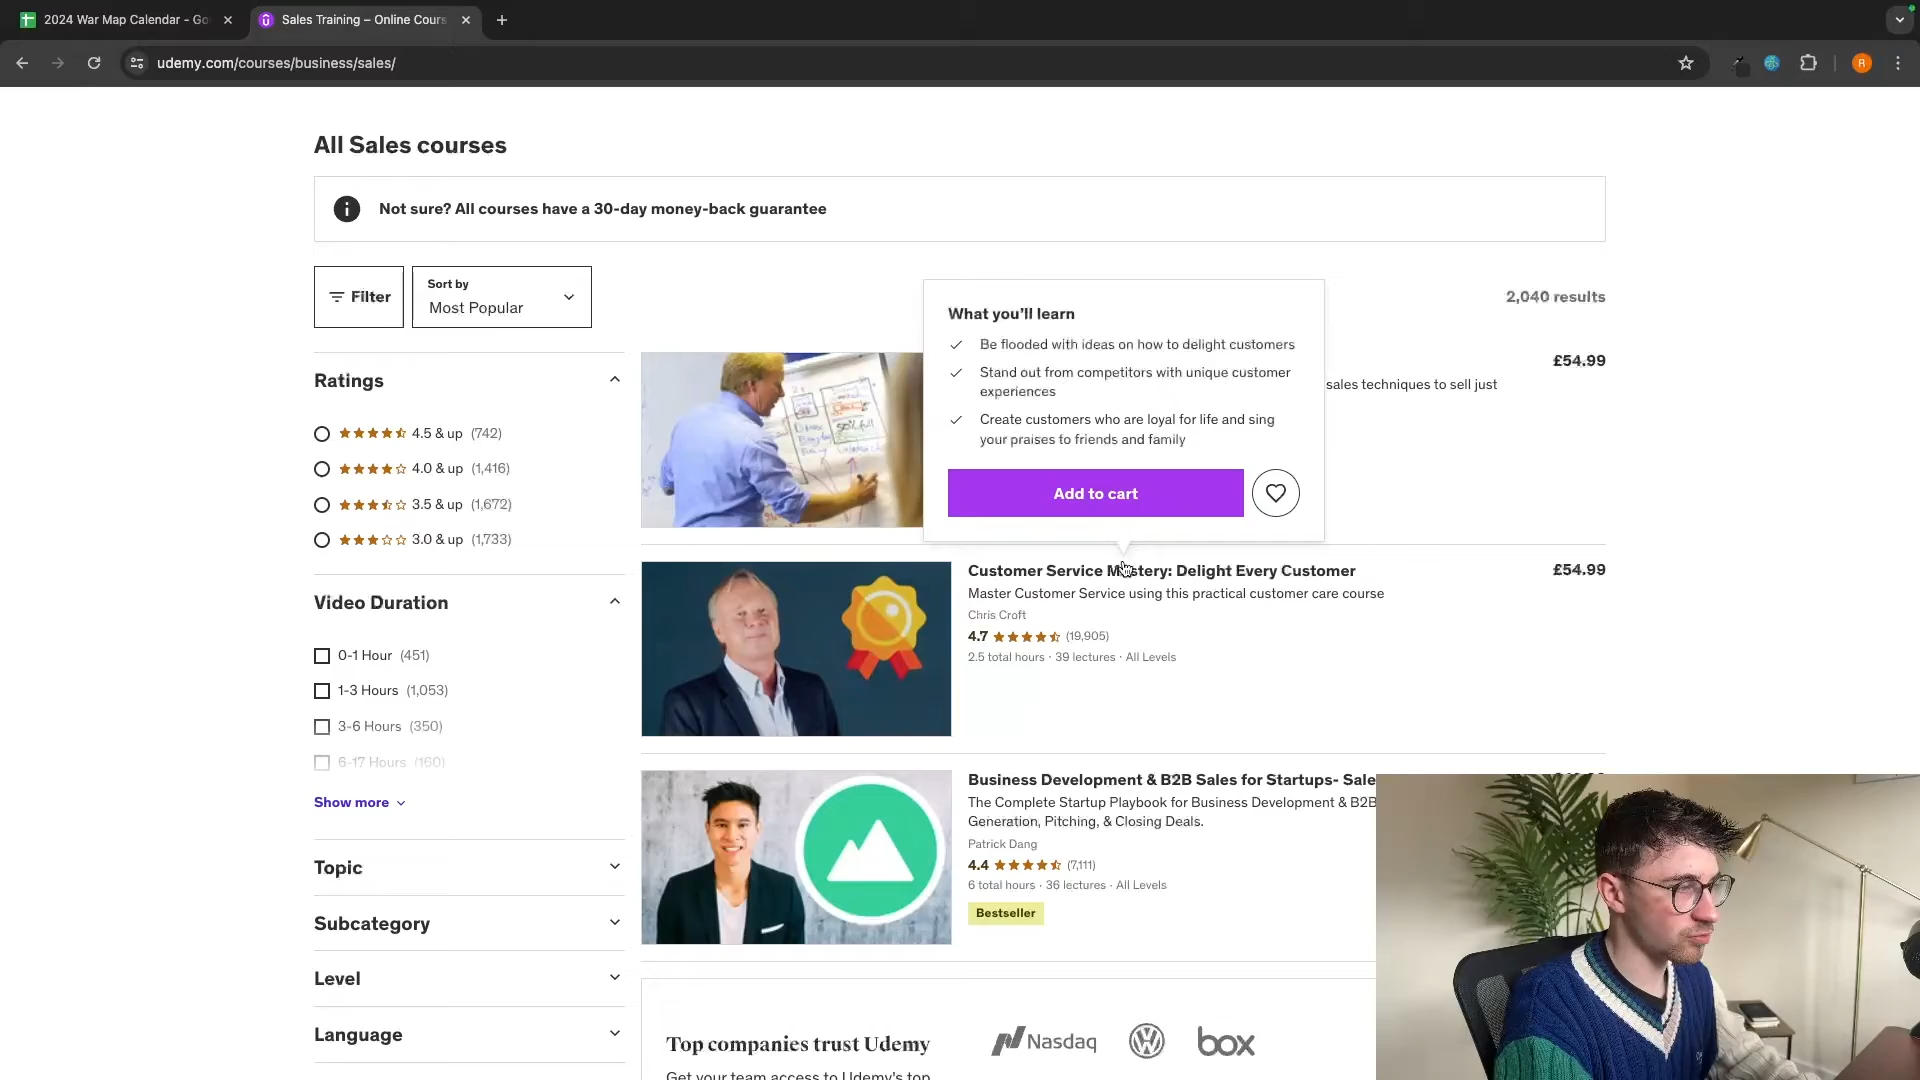 2024 War Map Calendar - Go
Sales Training – Online Cours
udemy.com/courses/business/sales/
R
All Sales courses
Not sure? All courses have a 30-day money-back guarantee
Filter
Sort by
Most Popular
2,040 results
What you’ll learn
Be flooded with ideas on how to delight customers
Stand out from competitors with unique customer
experiences
Create customers who are loyal for life and sing
your praises to friends and family
Add to cart
£54.99
sales techniques to sell just
Ratings
4.5 & up (742)
4.0 & up (1,416)
3.5 & up (1,672)
3.0 & up (1,733)
Video Duration
0-1 Hour (451)
1-3 Hours (1,053)
3-6 Hours (350)
6-17 Hours (160)
Show more
Topic
Subcategory
Level
Language
Customer Service Mastery: Delight Every Customer
£54.99
Master Customer Service using this practical customer care course
Chris Croft
4.7 (19,905)
2.5 total hours · 39 lectures · All Levels
Business Development & B2B Sales for Startups- Sale
The Complete Startup Playbook for Business Development & B2B
Generation, Pitching, & Closing Deals.
Patrick Dang
4.4 (7,111)
6 total hours · 36 lectures · All Levels
Bestseller
Top companies trust Udemy
Get your team access to Udemy's top
Nasdaq
box